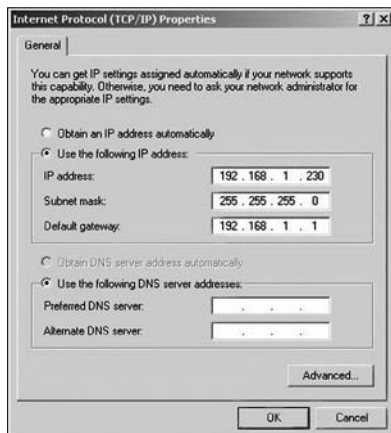 Internet Protocol (TCP/IP) Properties
General
You can get IP settings assigned automatically if your network supports
this capability. Otherwise, you need to ask your network administrator for
the appropriate IP settings.
Obtain an IP address automatically
Use the following IP address:
IP address: 192 . 168 . 1 . 230
Subnet mask: 255 . 255 . 255 . 0
Default gateway: 192 . 168 . 1 . 1
Obtain DNS server address automatically
Use the following DNS server addresses:
Preferred DNS server: . . .
Alternate DNS server: . . .
Advanced...
OK Cancel